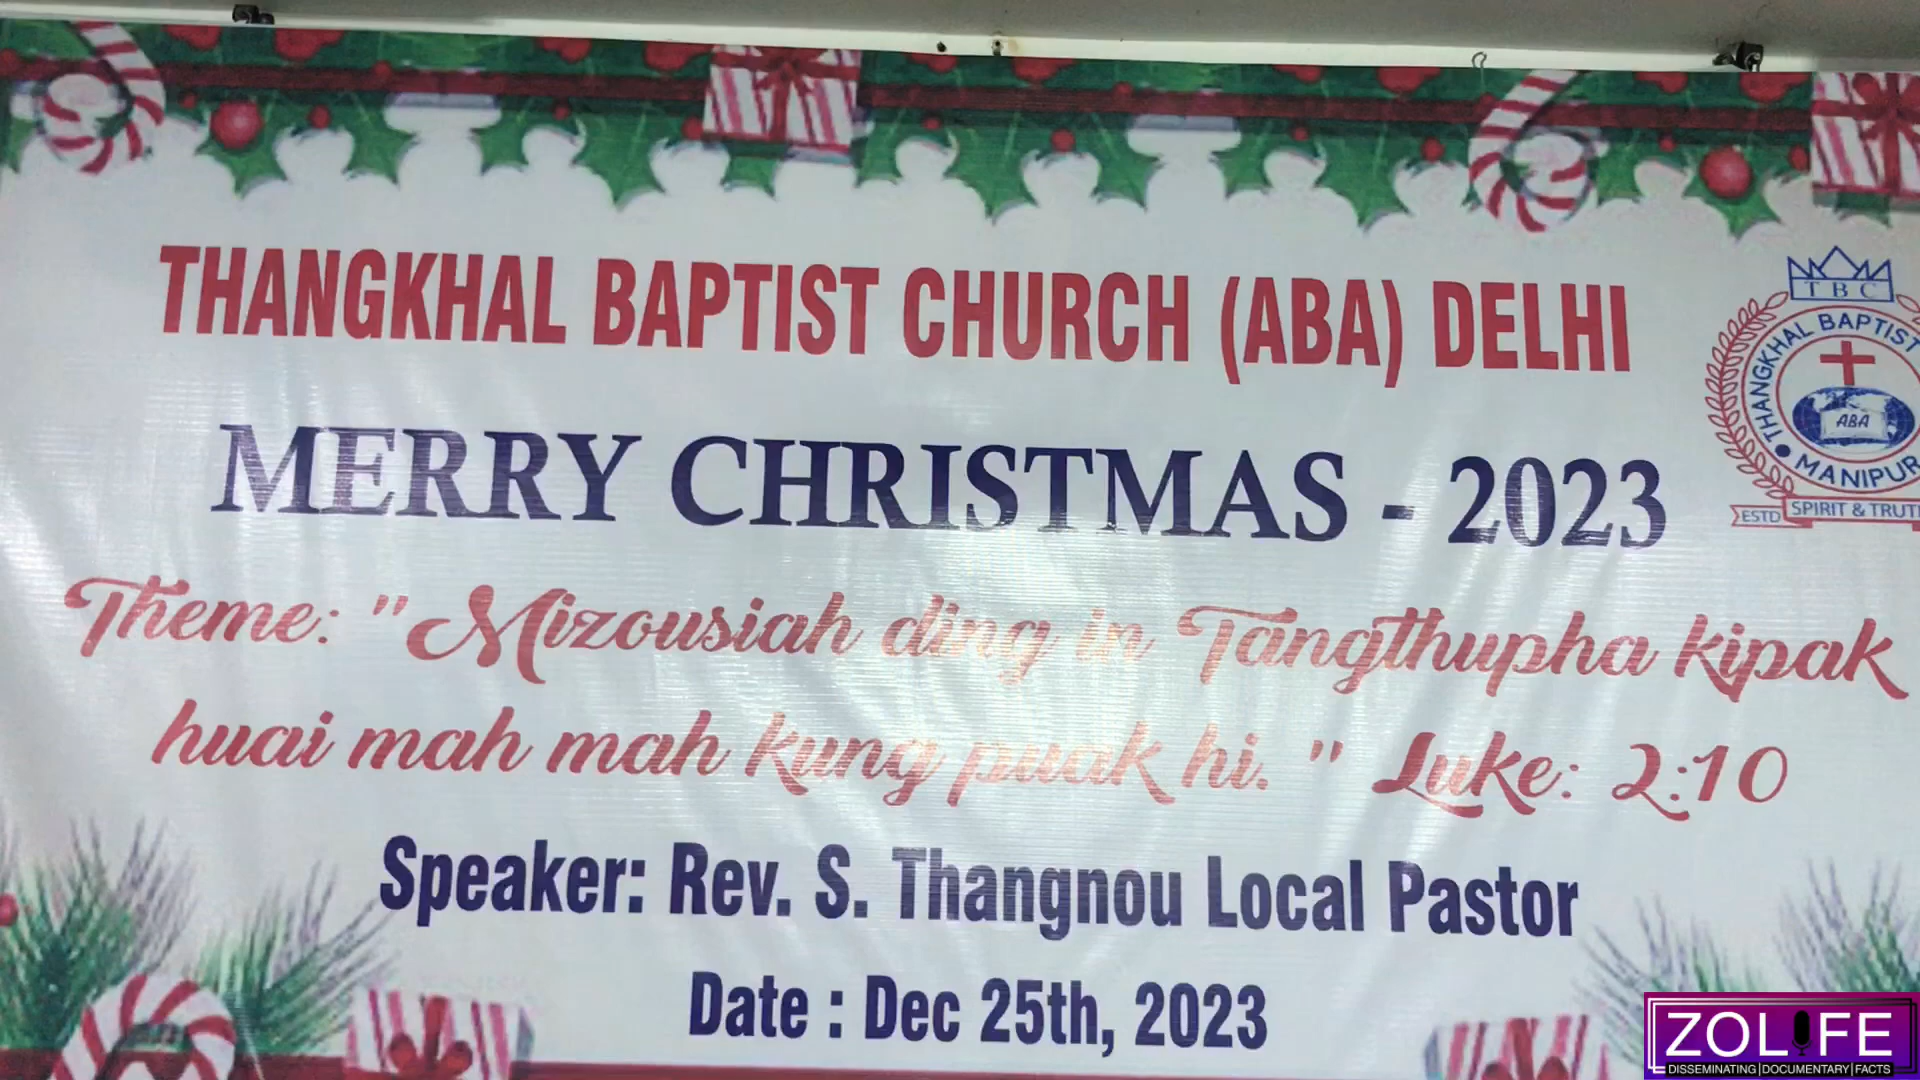 THANGKHAL BAPTIST CHURCH (ABA) DELHI
MERRY CHRISTMAS - 2023
Theme: "Mizousiah ding in Tangthupha kipak
huai mah mah kung puak hi. " Luke: 2:10
Speaker: Rev. S. Thangnou Local Pastor
Date : Dec 25th, 2023
TBC
THANGKHAL BAPTIST
ABA
MANIPUR
ESTD SPIRIT &
ZOLIFE
DISSEMINATING|DOCUMENTARY|FACTS